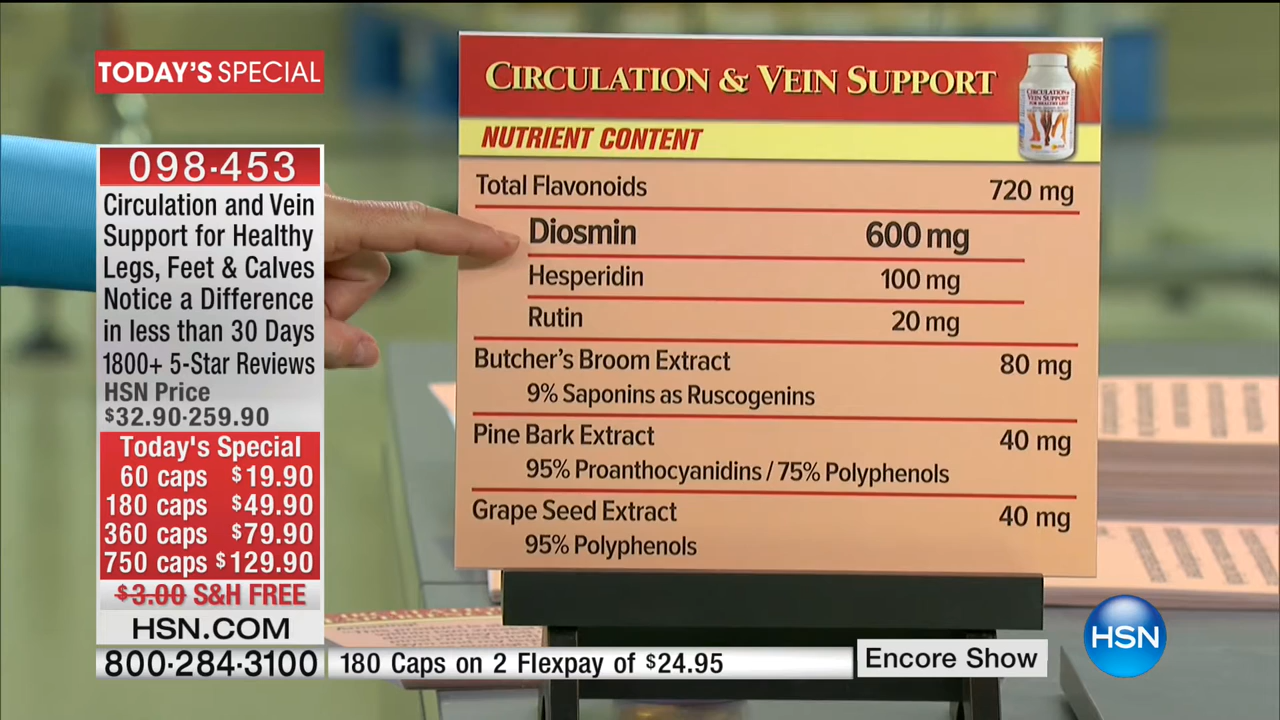 TODAY'S SPECIAL
098·453
Circulation and Vein
Support for Healthy
Legs, Feet & Calves
Notice a Difference
in less than 30 Days
1800+ 5-Star Reviews
HSN Price
$32.90-259.90
Today's Special
60 caps $19.90
180 caps $49.90
360 caps $79.90
750 caps $129.90
$3.00 S&H FREE
HSN.COM
800·284·3100
180 Caps on 2 Flexpay of $24.95
Encore Show
HSN
CIRCULATION & VEIN SUPPORT
CIRCULATION &
VEIN SUPPORT
NUTRIENT CONTENT
Total Flavonoids 720 mg
Diosmin 600 mg
Hesperidin 100 mg
Rutin 20 mg
Butcher's Broom Extract 80 mg
9% Saponins as Ruscogenins
Pine Bark Extract 40 mg
95% Proanthocyanidins / 75% Polyphenols
Grape Seed Extract 40 mg
95% Polyphenols